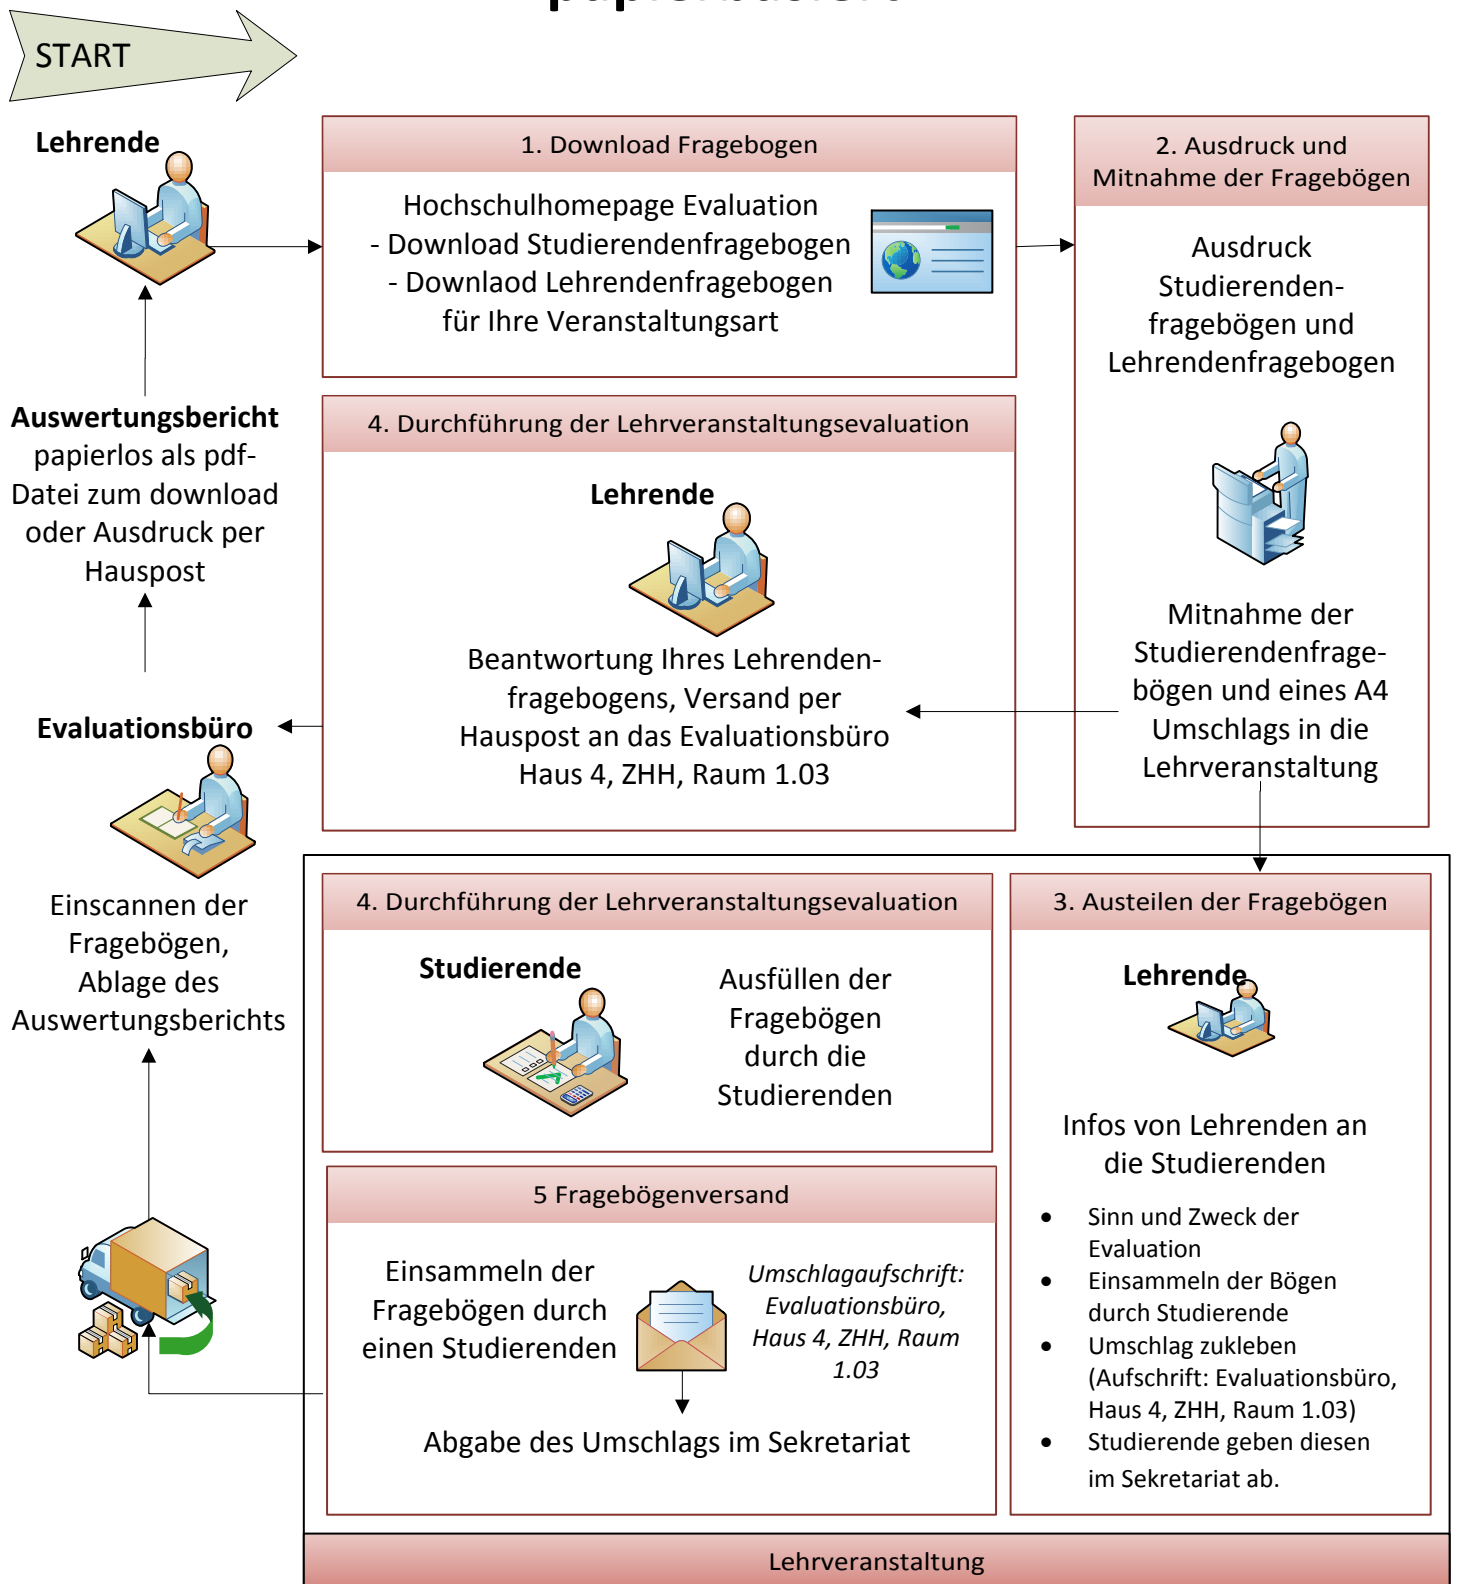 START
Lehrende
1. Download Fragebogen
Hochschulhomepage Evaluation
- Download Studierendenfragebogen
- Downlaod Lehrendenfragebogen
für Ihre Veranstaltungsart
2. Ausdruck und
Mitnahme der Fragebögen
Ausdruck
Studierenden-
fragebögen und
Lehrendenfragebogen
Mitnahme der
Studierendenfrage-
bögen und eines A4
Umschlags in die
Lehrveranstaltung
Auswertungsbericht
papierlos als pdf-
Datei zum download
oder Ausdruck per
Hauspost
4. Durchführung der Lehrveranstaltungsevaluation
Lehrende
Beantwortung Ihres Lehrenden-
fragebogens, Versand per
Hauspost an das Evaluationsbüro
Haus 4, ZHH, Raum 1.03
Evaluationsbüro
Einscannen der
Fragebögen,
Ablage des
Auswertungsberichts
4. Durchführung der Lehrveranstaltungsevaluation
Studierende
Ausfüllen der
Fragebögen
durch die
Studierenden
3. Austeilen der Fragebögen
Lehrende
Infos von Lehrenden an
die Studierenden
• Sinn und Zweck der
Evaluation
• Einsammeln der Bögen
durch Studierende
• Umschlag zukleben
(Aufschrift: Evaluationsbüro,
Haus 4, ZHH, Raum 1.03)
• Studierende geben diesen
im Sekretariat ab.
5 Fragebögenversand
Einsammeln der
Fragebögen durch
einen Studierenden
Umschlagaufschrift:
Evaluationsbüro,
Haus 4, ZHH, Raum
1.03
Abgabe des Umschlags im Sekretariat
Lehrveranstaltung